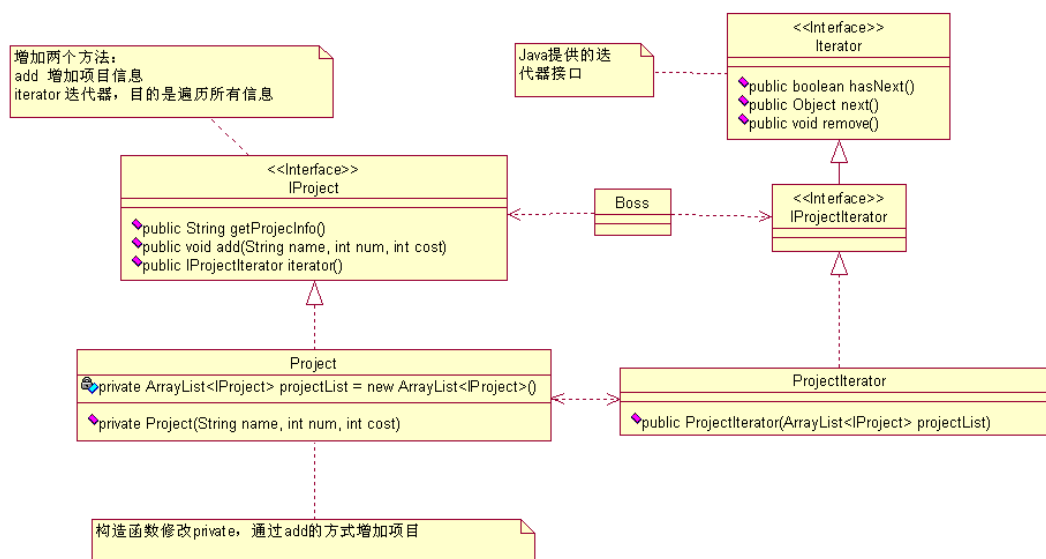 增加两个方法：
add 增加项目信息
iterator 迭代器，目的是遍历所有信息
Java提供的迭
代器接口
<<Interface>>
Iterator
public boolean hasNext()
public Object next()
public void remove()
<<Interface>>
IProject
public String getProjecInfo()
public void add(String name, int num, int cost)
public IProjectIterator iterator()
Boss
<<Interface>>
IProjectIterator
Project
private ArrayList<IProject> projectList = new ArrayList<IProject>()
private Project(String name, int num, int cost)
ProjectIterator
public ProjectIterator(ArrayList<IProject> projectList)
构造函数修改private，通过add的方式增加项目